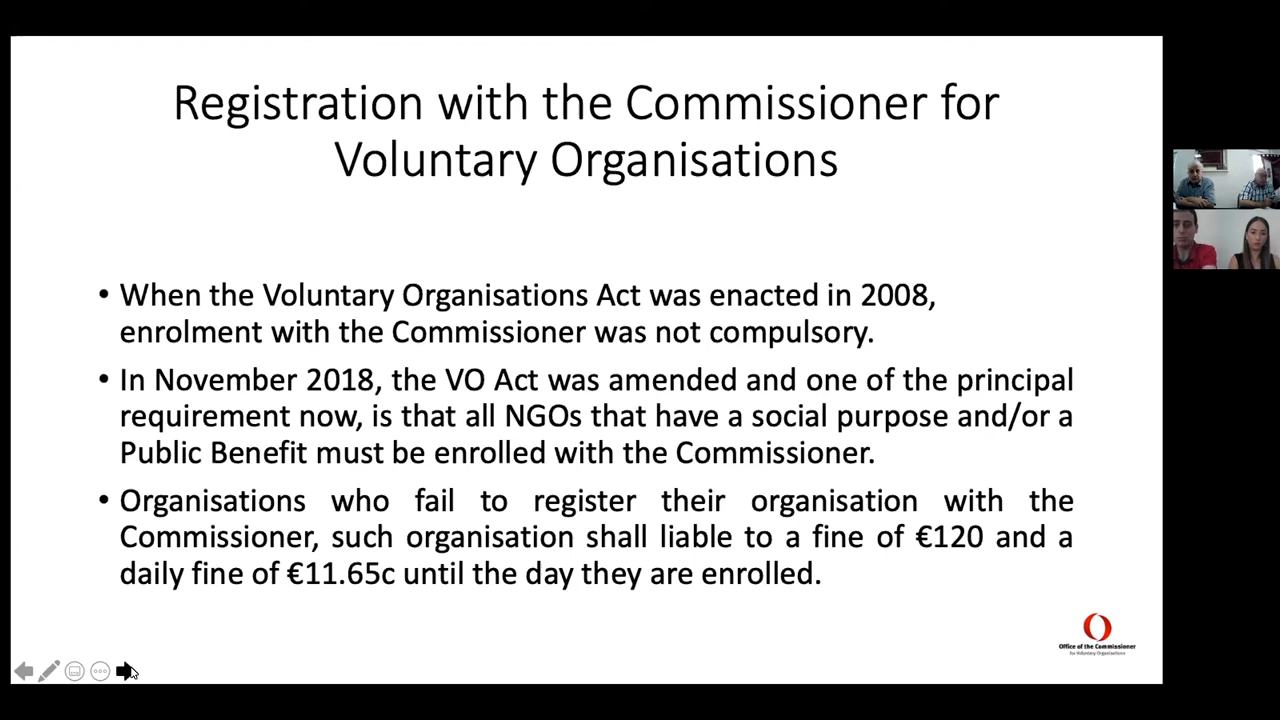 Registration with the Commissioner for
Voluntary Organisations
• When the Voluntary Organisations Act was enacted in 2008,
enrolment with the Commissioner was not compulsory.
• In November 2018, the VO Act was amended and one of the principal
requirement now, is that all NGOs that have a social purpose and/or a
Public Benefit must be enrolled with the Commissioner.
• Organisations who fail to register their organisation with the
Commissioner, such organisation shall liable to a fine of €120 and a
daily fine of €11.65c until the day they are enrolled.
Office of the Commissioner
for Voluntary Organisations